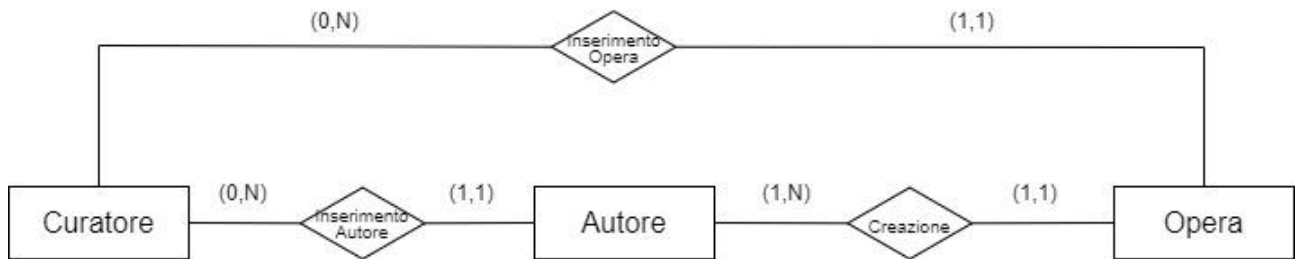 (0,N)
(1,1)
Inserimento
Opera
Curatore
(0,N)
Inserimento
Autore
(1,1)
Autore
(1,N)
Creazione
(1,1)
Opera